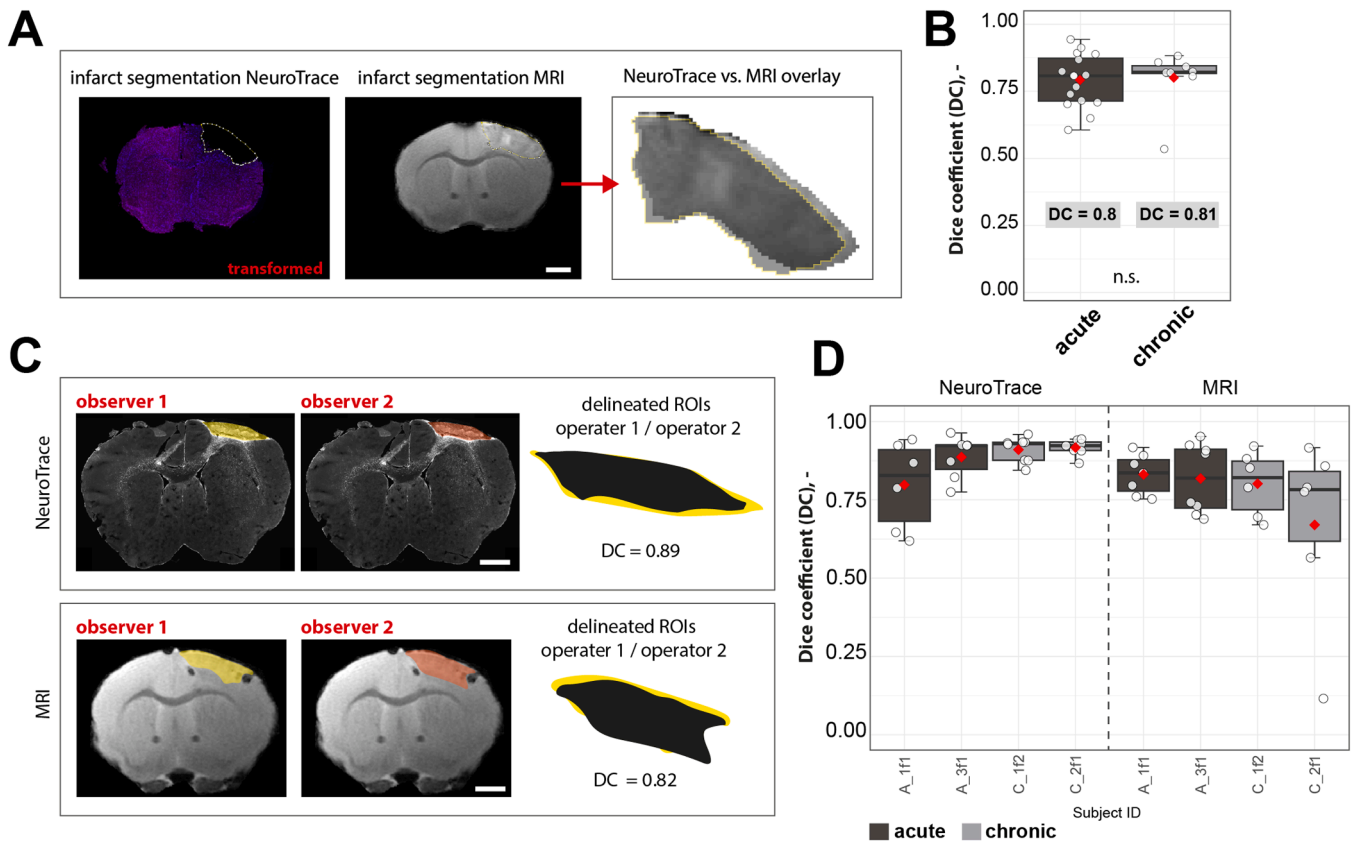 A
infarct segmentation NeuroTrace
infarct segmentation MRI
NeuroTrace vs. MRI overlay
transformed
B
Dice coefficient (DC), -
1.00
0.75
0.50
0.25
0.00
DC = 0.8
DC = 0.81
n.s.
acute
chronic
C
NeuroTrace
observer 1
observer 2
delineated ROIs
operater 1 / operator 2
DC = 0.89
MRI
observer 1
observer 2
delineated ROIs
operater 1 / operator 2
DC = 0.82
D
NeuroTrace
MRI
Dice coefficient (DC), -
1.00
0.75
0.50
0.25
0.00
A_1f1
A_3f1
C_1f2
C_2f1
A_1f1
A_3f1
C_1f2
C_2f1
Subject ID
acute
chronic